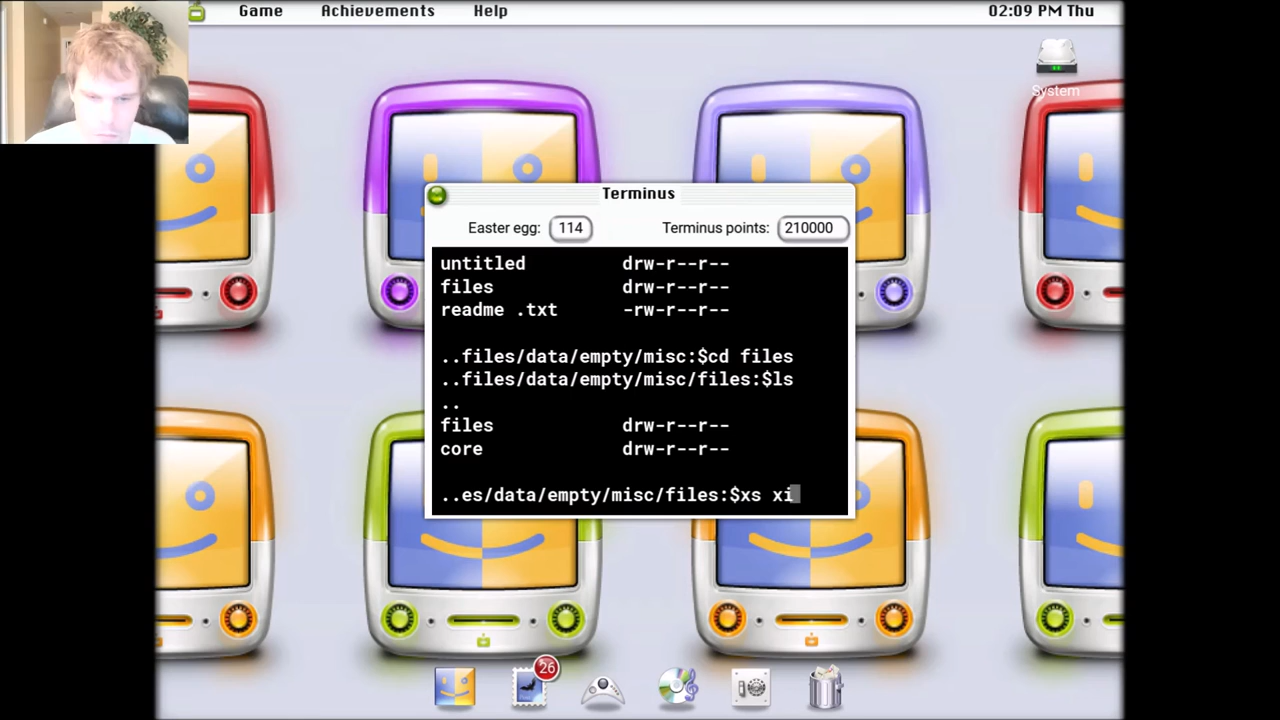 Game Achievements Help 02:09 PM Thu
System
Terminus
Easter egg: 114 Terminus points: 210000
untitled drw-r--r--
files drw-r--r--
readme .txt -rw-r--r--
..files/data/empty/misc:$cd files
..files/data/empty/misc/files:$ls
..
files drw-r--r--
core drw-r--r--
..es/data/empty/misc/files:$xs xi
26